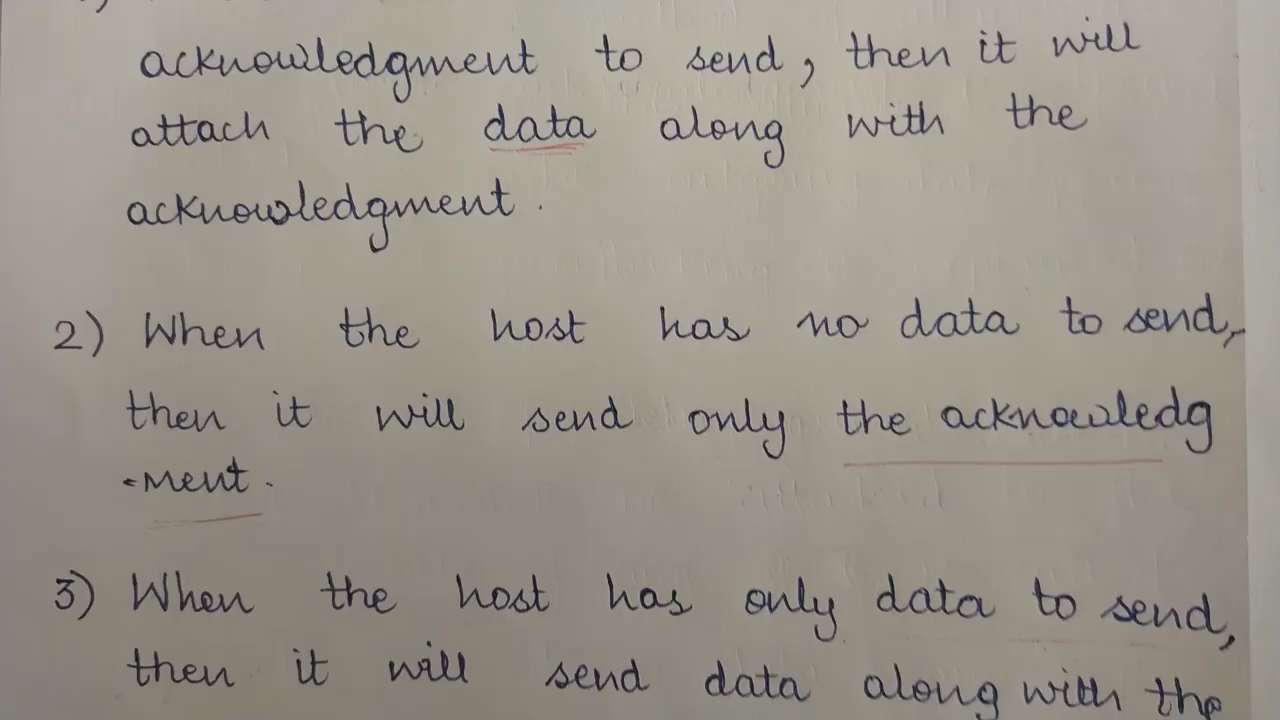 acknowledgment to send, then it will
attach the data along with the
acknowledgment.
2) When the host has no data to send,
then it will send only the acknowledg
-ment.
3) When the host has only data to send,
then it will send data along with the